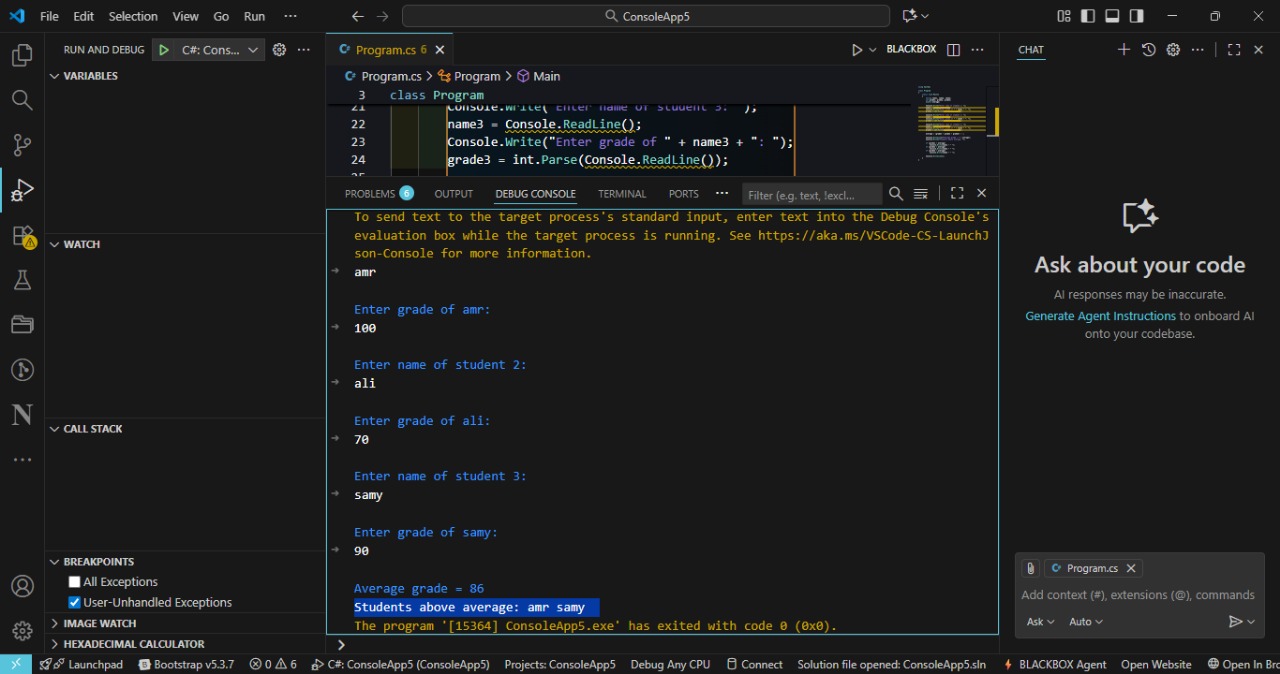 File Edit Selection View Go Run ··· ConsoleApp5
RUN AND DEBUG C#: Cons...
VARIABLES
WATCH
CALL STACK
BREAKPOINTS
All Exceptions
User-Unhandled Exceptions
IMAGE WATCH
HEXADECIMAL CALCULATOR
Program.cs 6
BLACKBOX
Program.cs > Program > Main
3 class Program
21 Console.Write("Enter name of student 3: ");
22 name3 = Console.ReadLine();
23 Console.Write("Enter grade of " + name3 + ": ");
24 grade3 = int.Parse(Console.ReadLine());
25
PROBLEMS 6 OUTPUT DEBUG CONSOLE TERMINAL PORTS ··· Filter (e.g. text, !excl...
To send text to the target process's standard input, enter text into the Debug Console's
evaluation box while the target process is running. See https://aka.ms/VSCode-CS-LaunchJ
son-Console for more information.
amr
Enter grade of amr:
100
Enter name of student 2:
ali
Enter grade of ali:
70
Enter name of student 3:
samy
Enter grade of samy:
90
Average grade = 86
Students above average: amr samy
The program '[15364] ConsoleApp5.exe' has exited with code 0 (0x0).
CHAT
Ask about your code
AI responses may be inaccurate.
Generate Agent Instructions to onboard AI
onto your codebase.
Program.cs
Add context (#), extensions (@), commands
Ask Auto
Launchpad Bootstrap v5.3.7 0 6 C#: ConsoleApp5 (ConsoleApp5) Projects: ConsoleApp5 Debug Any CPU Connect Solution file opened: ConsoleApp5.sln BLACKBOX Agent Open Website Open In Bro